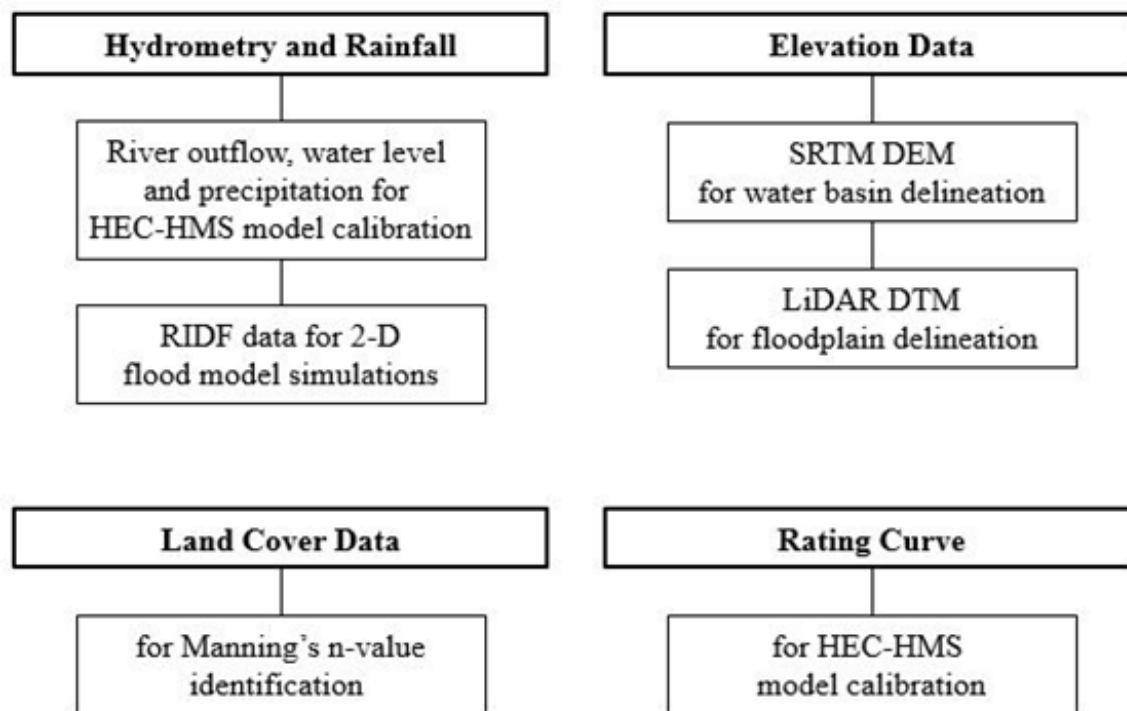 Hydrometry and Rainfall
River outflow, water level
and precipitation for
HEC-HMS model calibration
RIDF data for 2-D
flood model simulations
Elevation Data
SRTM DEM
for water basin delineation
LiDAR DTM
for floodplain delineation
Land Cover Data
for Manning’s n-value
identification
Rating Curve
for HEC-HMS
model calibration